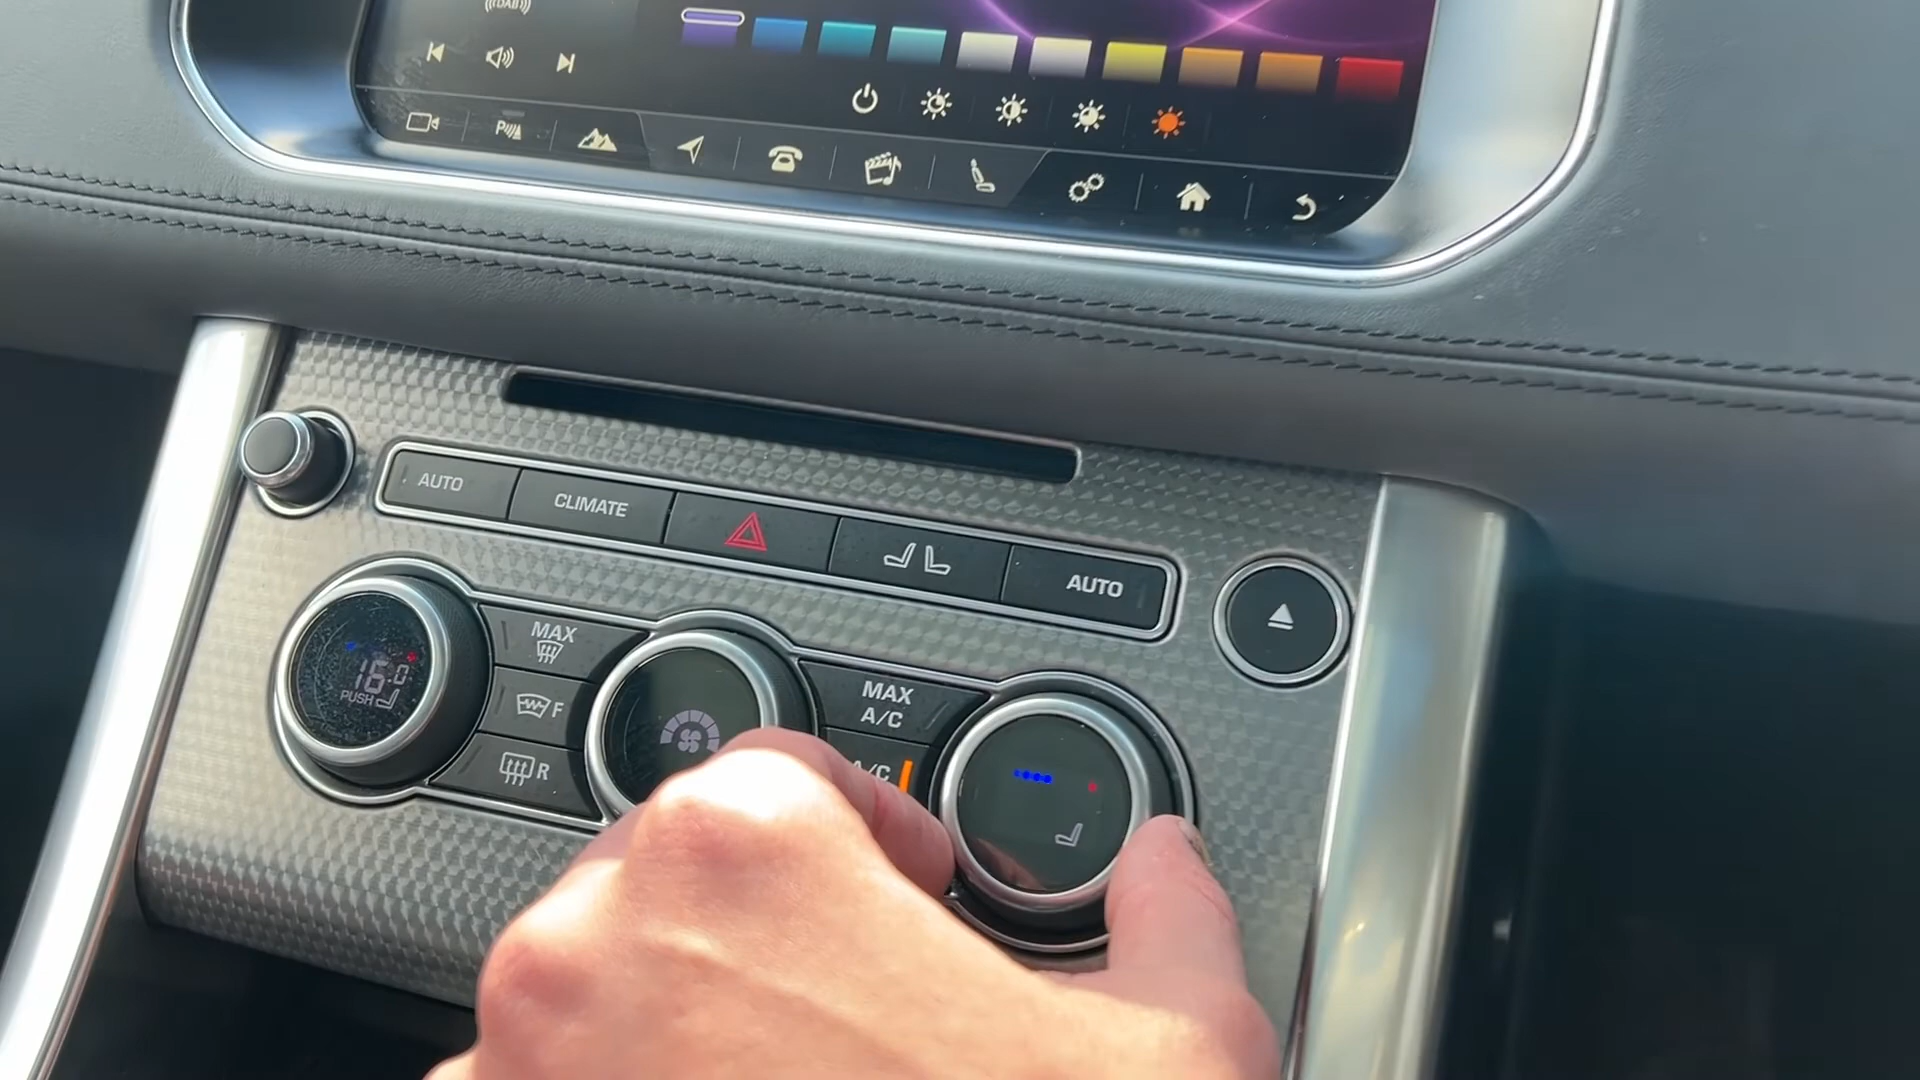 ((DAB))
P
AUTO
CLIMATE
AUTO
16.0
PUSH
MAX
F
R
MAX
A/C
A/C